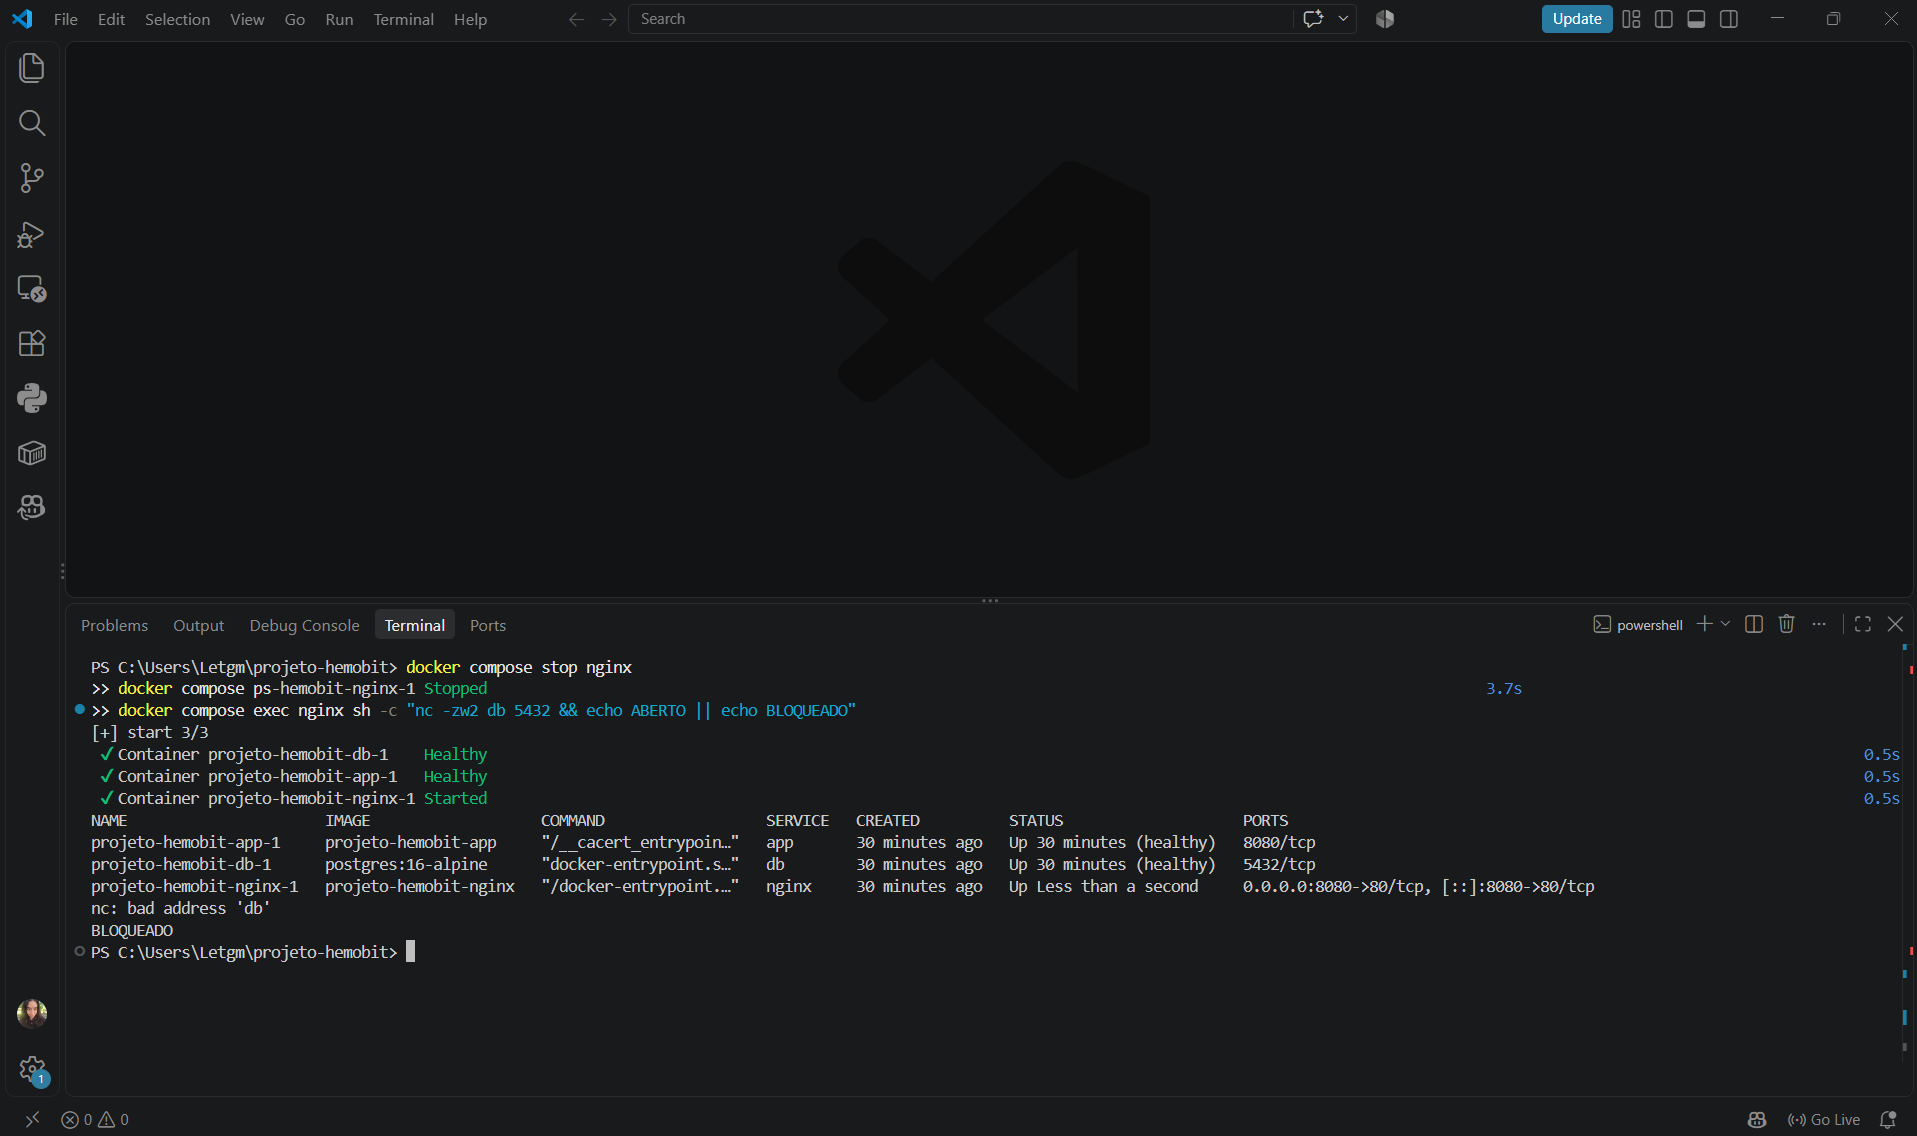 File Edit Selection View Go Run Terminal Help Search Update
Problems Output Debug Console Terminal Ports powershell
PS C:\Users\Letgm\projeto-hemobit> docker compose stop nginx
>> docker compose ps-hemobit-nginx-1 Stopped 3.7s
>> docker compose exec nginx sh -c "nc -zw2 db 5432 && echo ABERTO || echo BLOQUEADO"
[+] start 3/3
✓Container projeto-hemobit-db-1 Healthy 0.5s
✓Container projeto-hemobit-app-1 Healthy 0.5s
✓Container projeto-hemobit-nginx-1 Started 0.5s
NAME IMAGE COMMAND SERVICE CREATED STATUS PORTS
projeto-hemobit-app-1 projeto-hemobit-app "/__cacert_entrypoin…" app 30 minutes ago Up 30 minutes (healthy) 8080/tcp
projeto-hemobit-db-1 postgres:16-alpine "docker-entrypoint.s…" db 30 minutes ago Up 30 minutes (healthy) 5432/tcp
projeto-hemobit-nginx-1 projeto-hemobit-nginx "/docker-entrypoint.…" nginx 30 minutes ago Up Less than a second 0.0.0.0:8080->80/tcp, [::]:8080->80/tcp
nc: bad address 'db'
BLOQUEADO
PS C:\Users\Letgm\projeto-hemobit>
1
0 0 Go Live